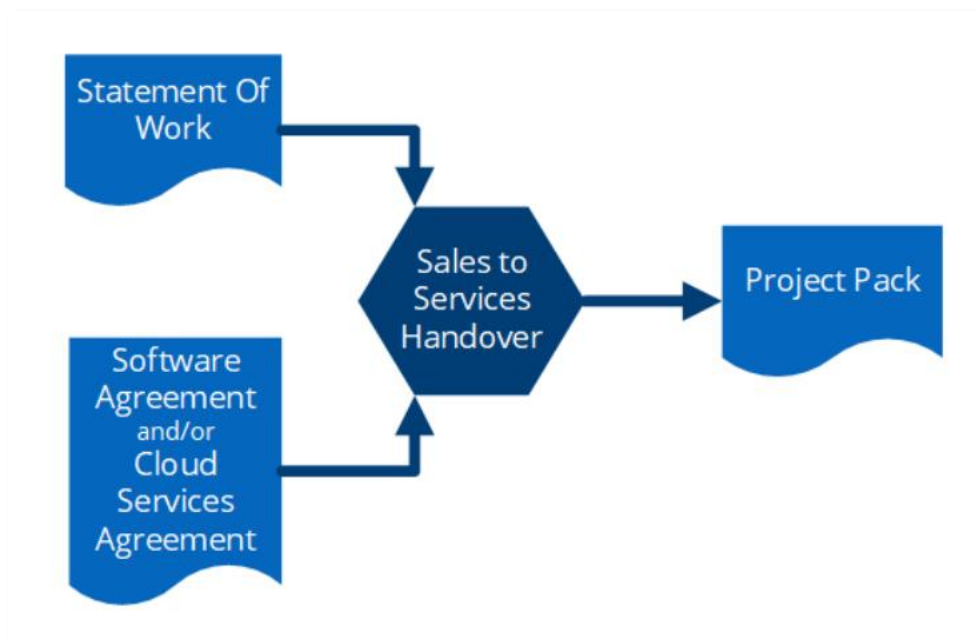 Statement Of
Work
Software
Agreement
and/or
Cloud
Services
Agreement
Sales to
Services
Handover
Project Pack